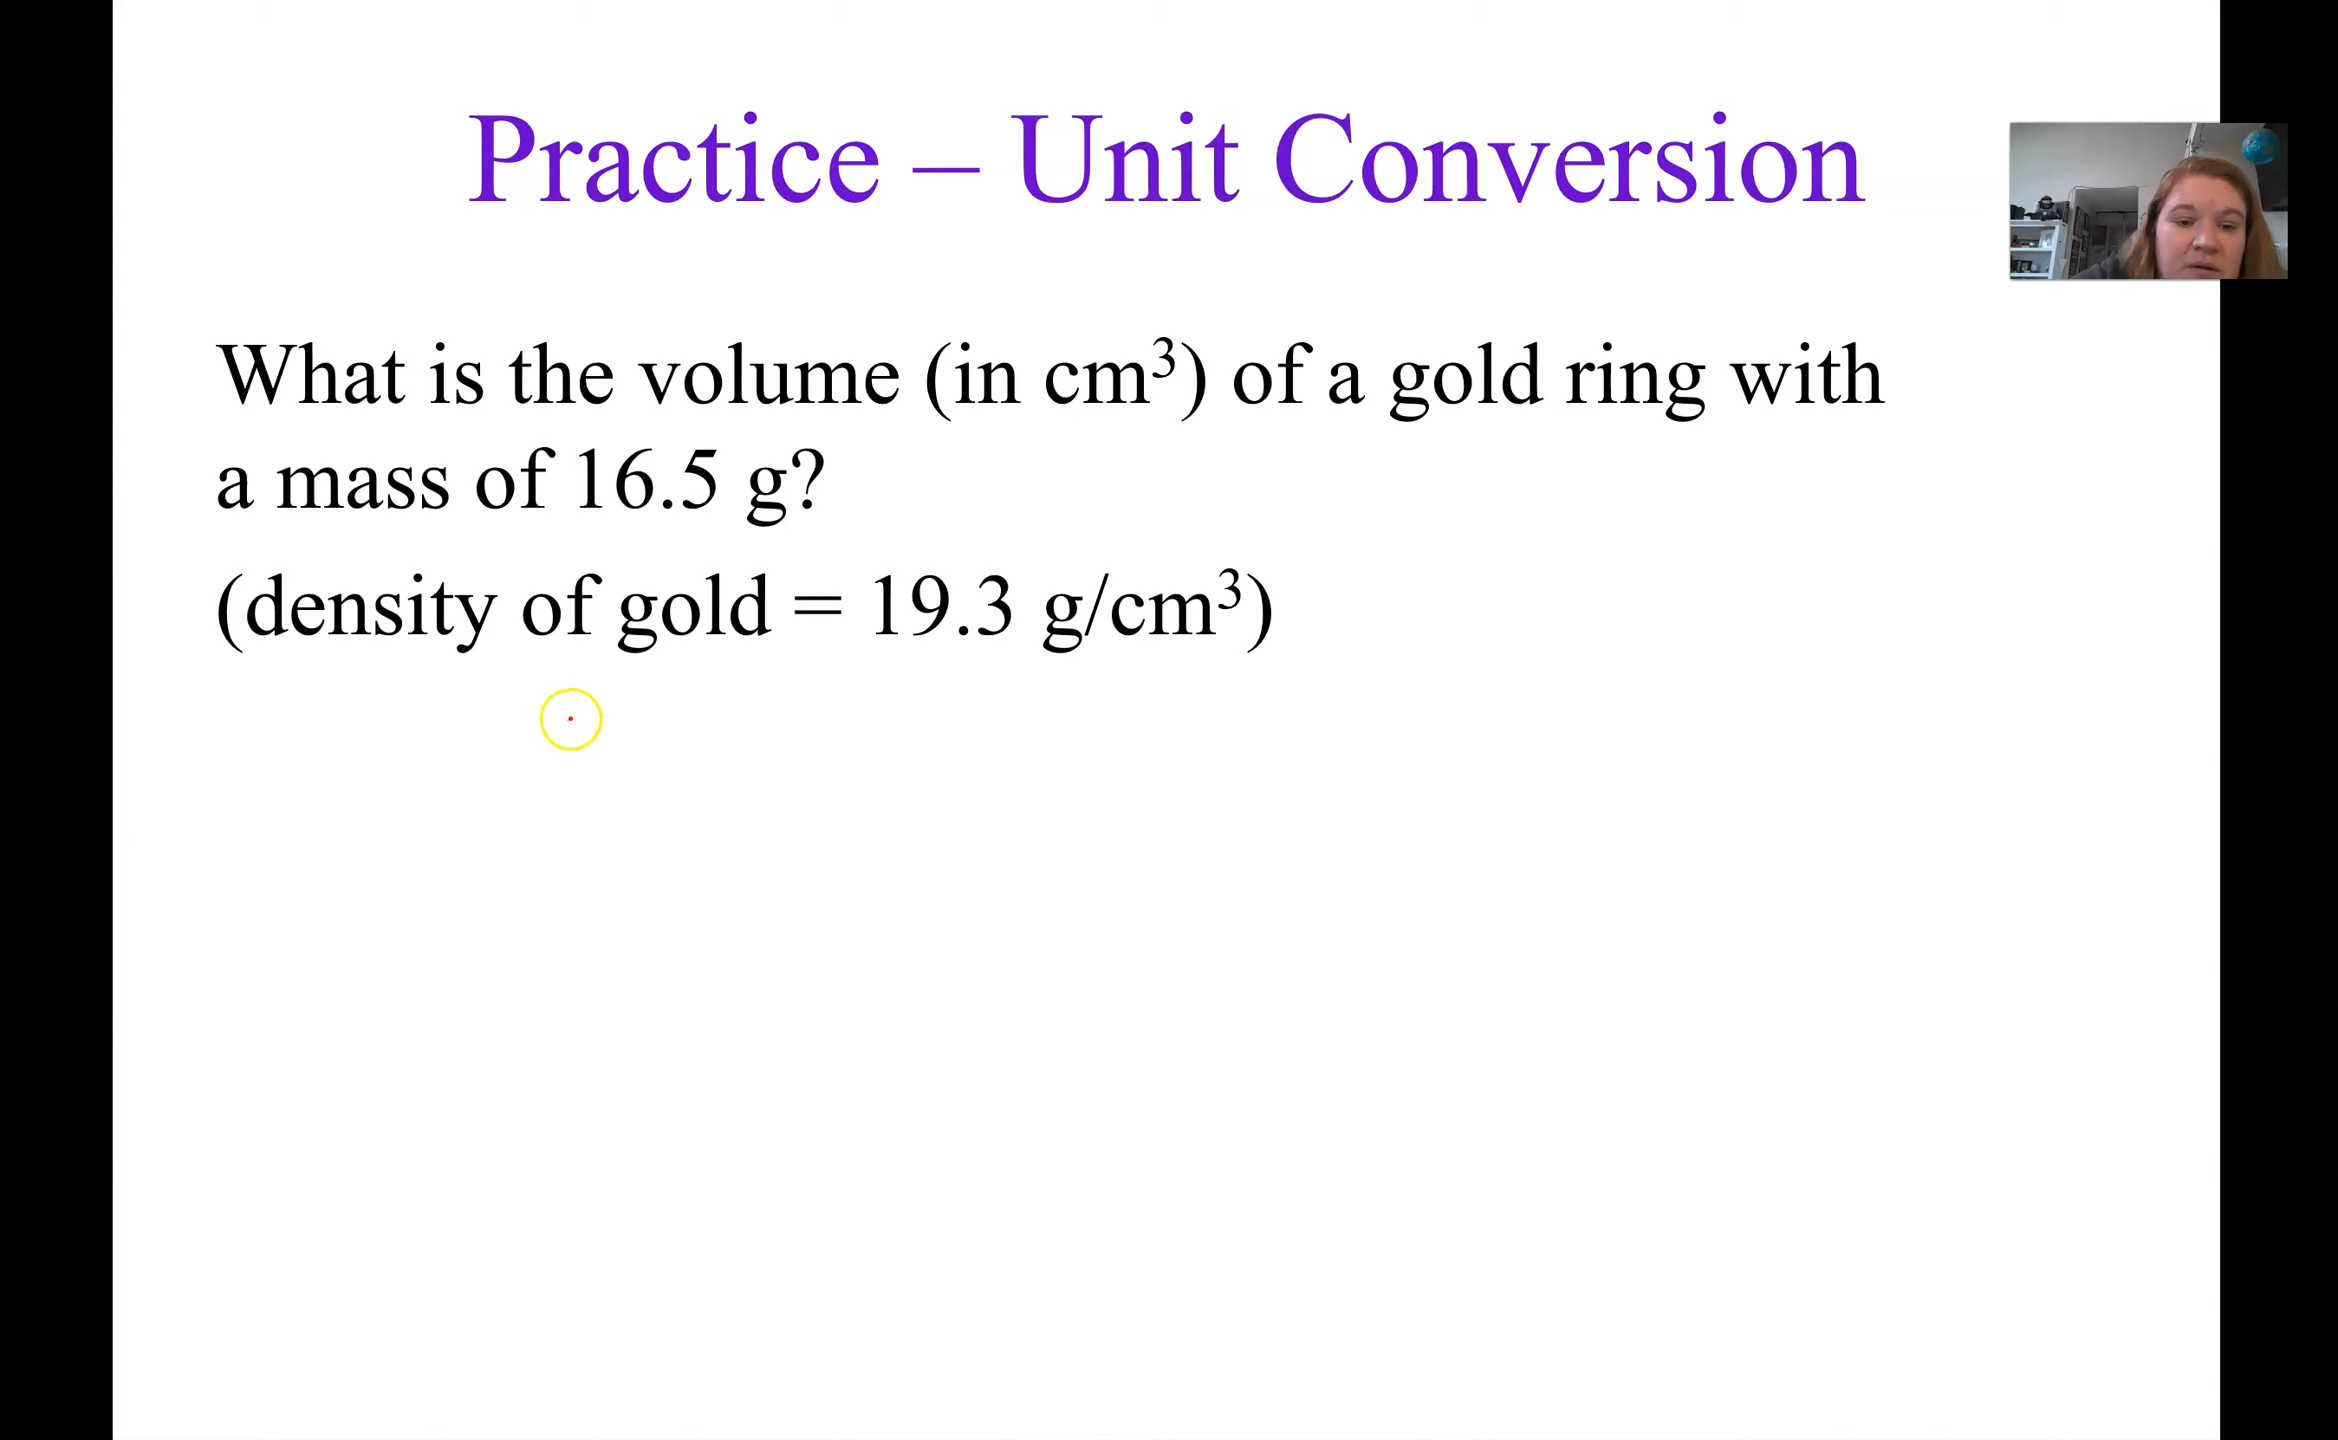 Practice – Unit Conversion
What is the volume (in cm³) of a gold ring with
a mass of 16.5 g?
(density of gold = 19.3 g/cm³)